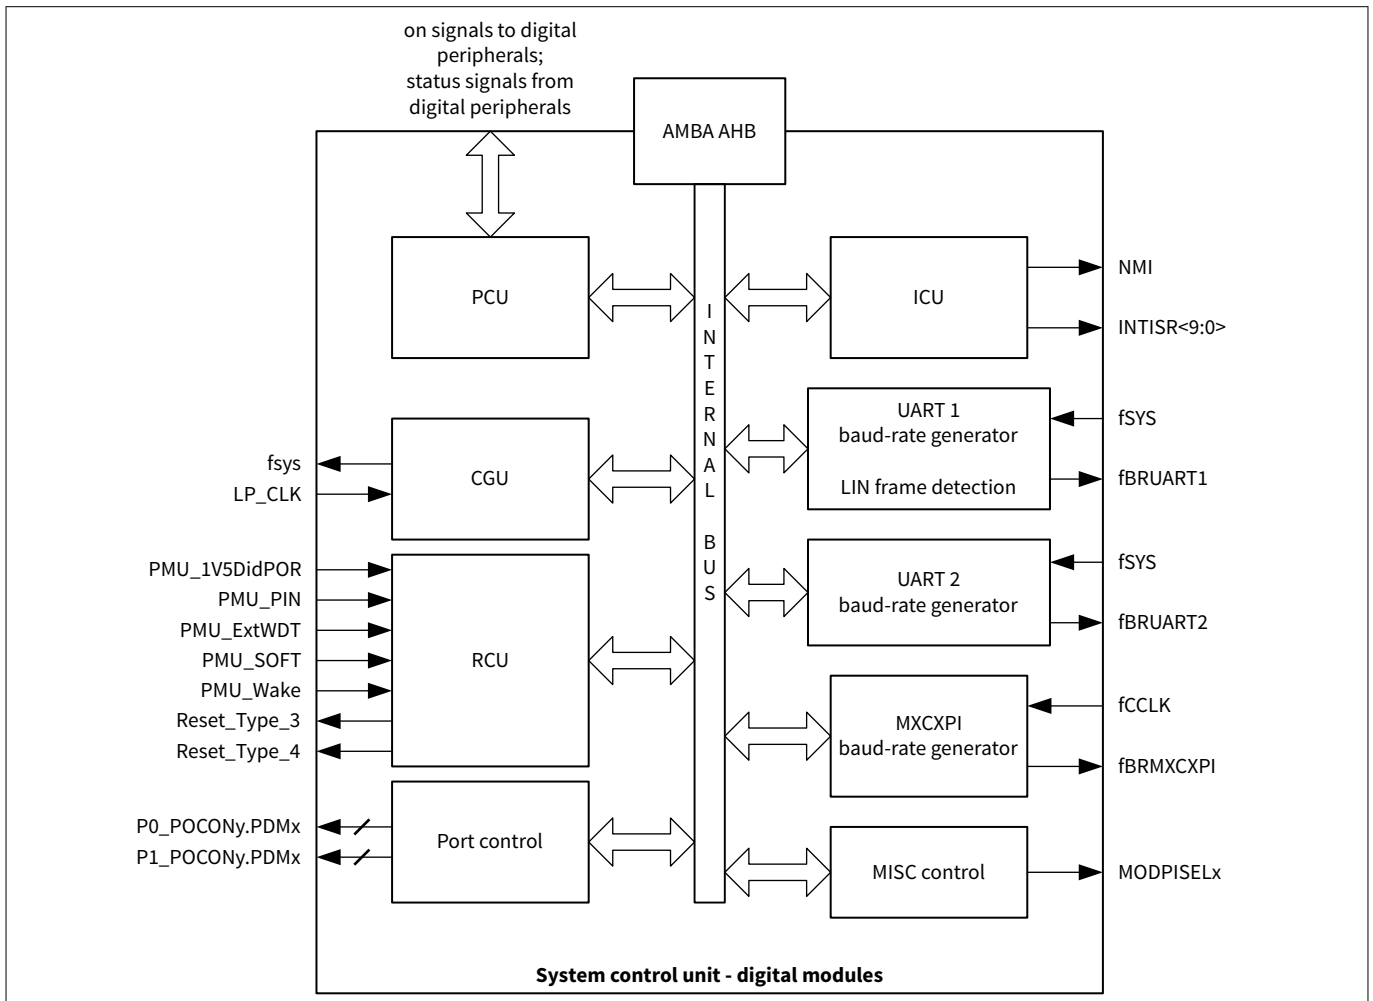 on signals to digital
peripherals;
status signals from
digital peripherals
AMBA AHB
PCU
ICU
NMI
INTISR<9:0>
INTERNAL BUS
UART 1
baud-rate generator
LIN frame detection
fSYS
fBRUART1
fsys
LP_CLK
CGU
PMU_1V5DidPOR
PMU_PIN
PMU_ExtWDT
PMU_SOFT
PMU_Wake
Reset_Type_3
Reset_Type_4
RCU
UART 2
baud-rate generator
fSYS
fBRUART2
MXCXPI
baud-rate generator
fCCLK
fBRMXCXPI
P0_POCONy.PDMx
P1_POCONy.PDMx
Port control
MISC control
MODPISELx
System control unit - digital modules